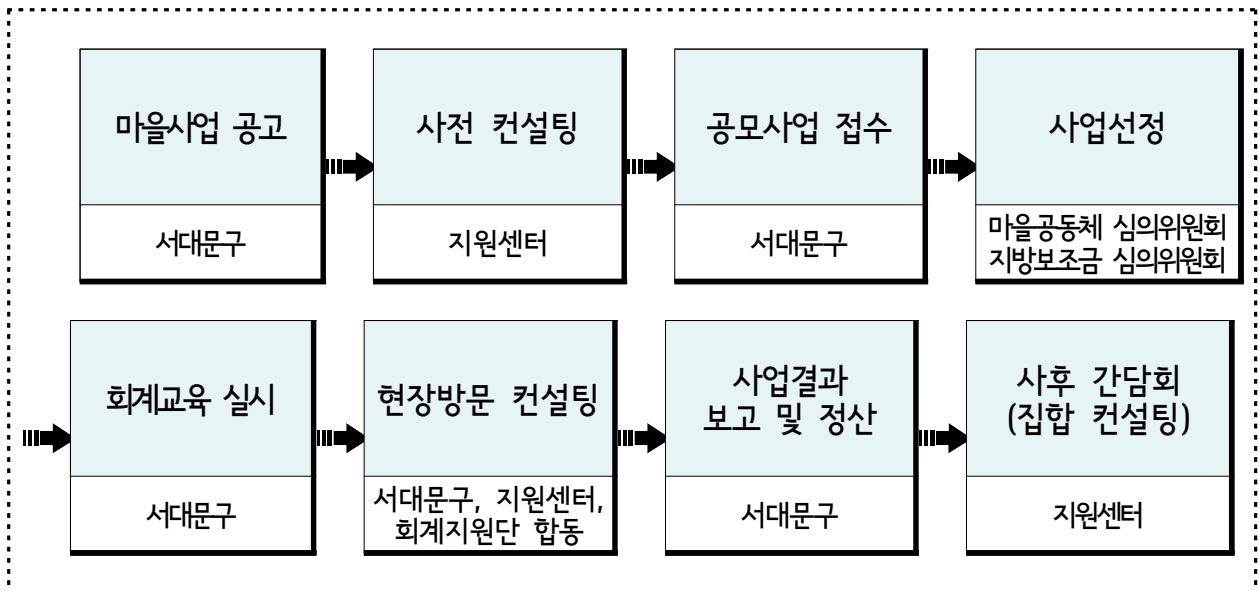 마을사업 공고
서대문구
사전 컨설팅
지원센터
공모사업 접수
서대문구
사업선정
마을공동체 심의위원회
지방보조금 심의위원회
회계교육 실시
서대문구
현장방문 컨설팅
서대문구, 지원센터,
회계지원단 합동
사업결과
보고 및 정산
서대문구
사후 간담회
(집합 컨설팅)
지원센터